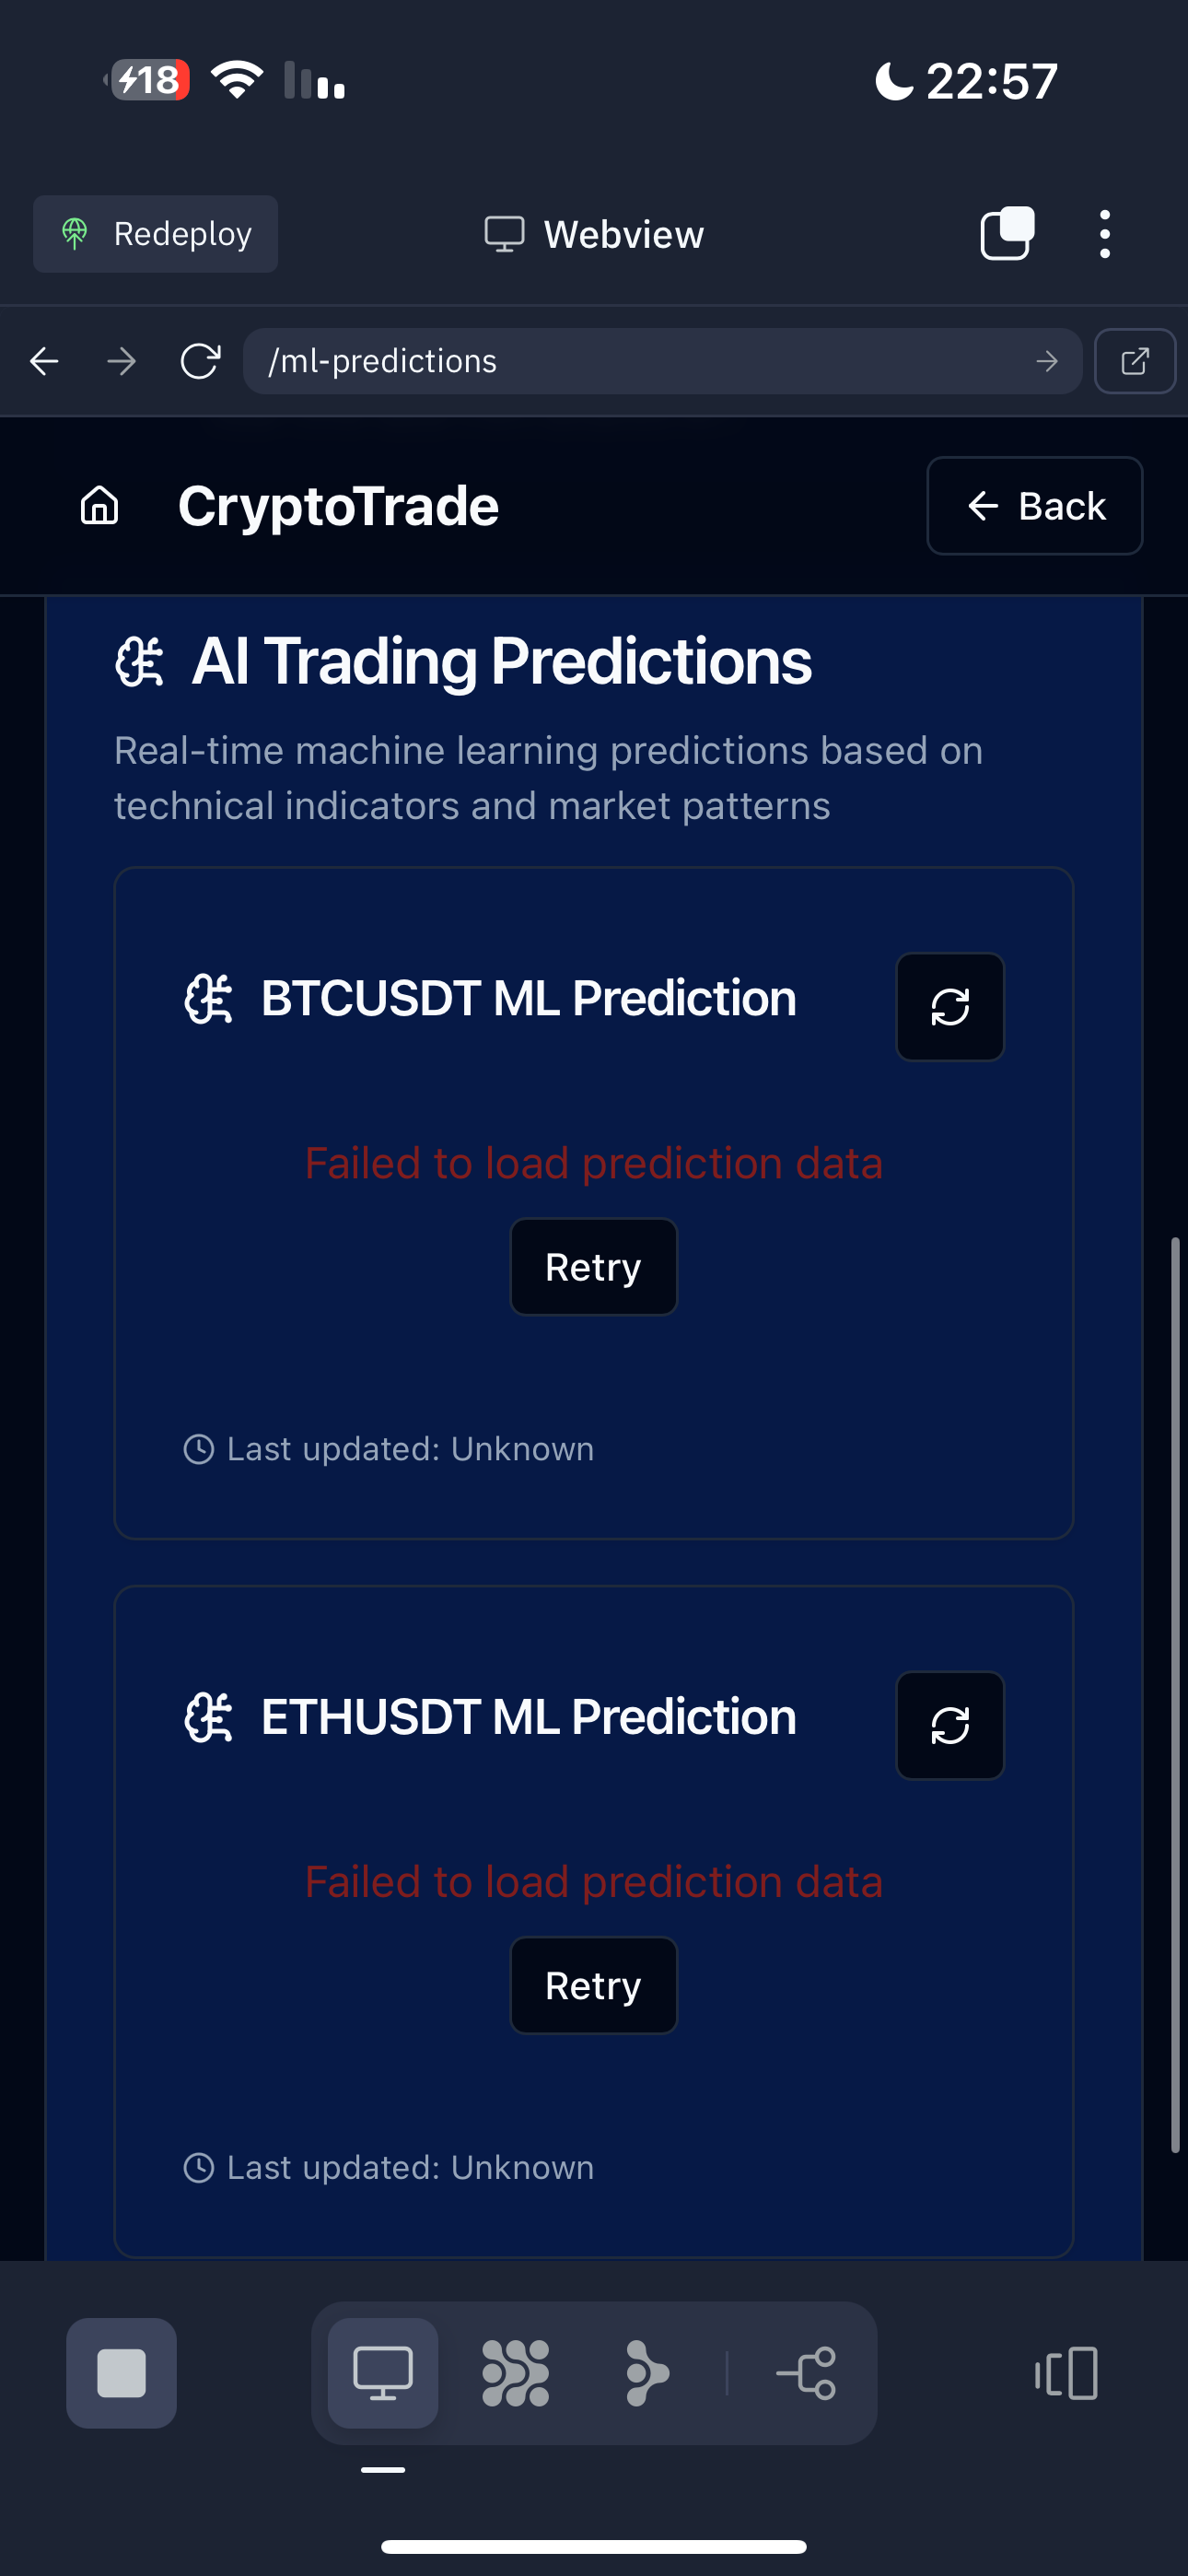 18
22:57
Redeploy
Webview
/ml-predictions
CryptoTrade
Back
AI Trading Predictions
Real-time machine learning predictions based on
technical indicators and market patterns
BTCUSDT ML Prediction
Failed to load prediction data
Retry
Last updated: Unknown
ETHUSDT ML Prediction
Failed to load prediction data
Retry
Last updated: Unknown